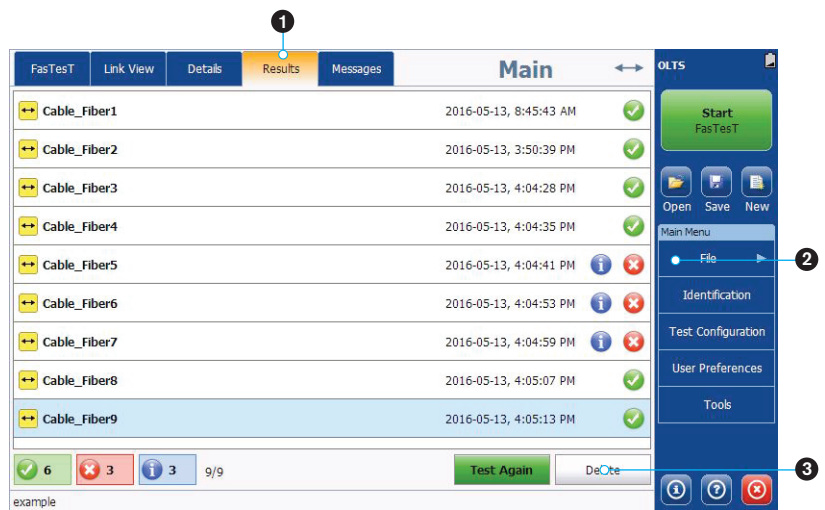 1
FasTesT Link View Details Results Messages Main OLTS
Cable_Fiber1 2016-05-13, 8:45:43 AM
Start
FasTesT
Cable_Fiber2 2016-05-13, 3:50:39 PM
Cable_Fiber3 2016-05-13, 4:04:28 PM
Open Save New
Cable_Fiber4 2016-05-13, 4:04:35 PM
Main Menu
Cable_Fiber5 2016-05-13, 4:04:41 PM
File 2
Cable_Fiber6 2016-05-13, 4:04:53 PM
Identification
Cable_Fiber7 2016-05-13, 4:04:59 PM
Test Configuration
Cable_Fiber8 2016-05-13, 4:05:07 PM
User Preferences
Cable_Fiber9 2016-05-13, 4:05:13 PM
Tools
6 3 3 9/9 Test Again Delete 3
example